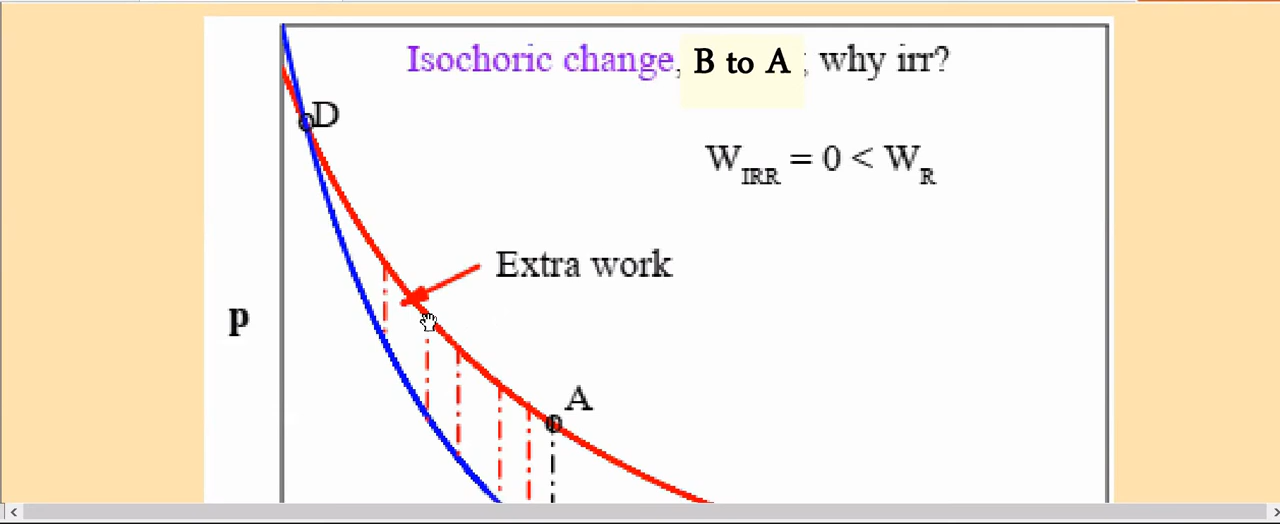 Isochoric change, B to A ; why irr?
D
W_IRR = 0 < W_R
Extra work
p
A